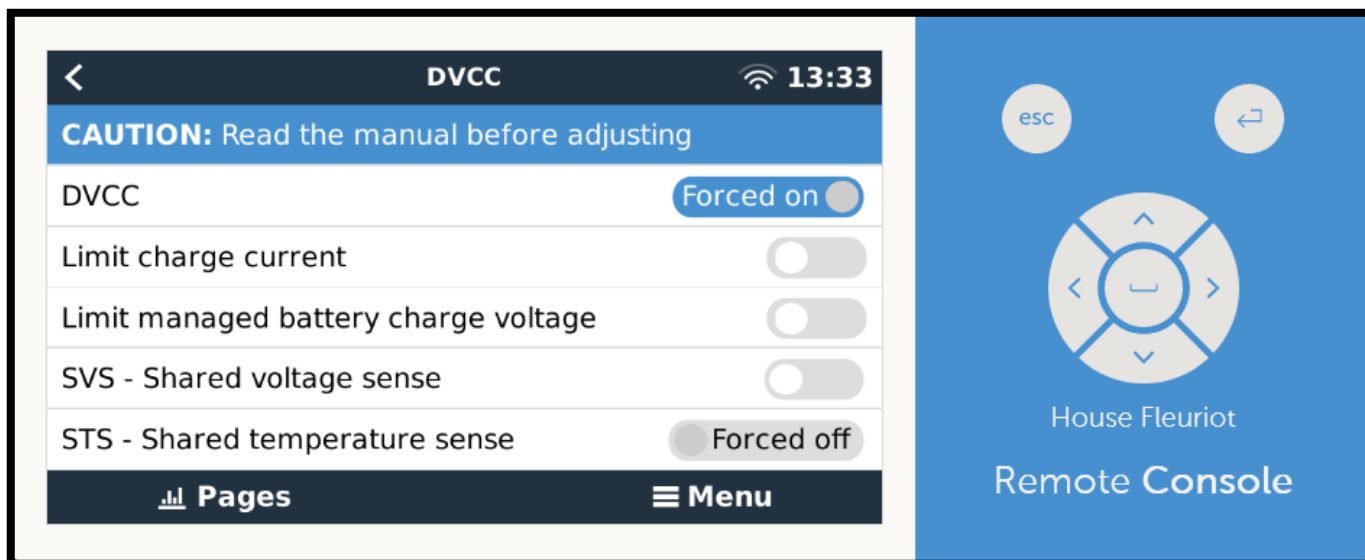 DVCC
13:33
CAUTION: Read the manual before adjusting
DVCC Forced on
Limit charge current
Limit managed battery charge voltage
SVS - Shared voltage sense
STS - Shared temperature sense Forced off
Pages Menu
esc
House Fleuriot
Remote Console